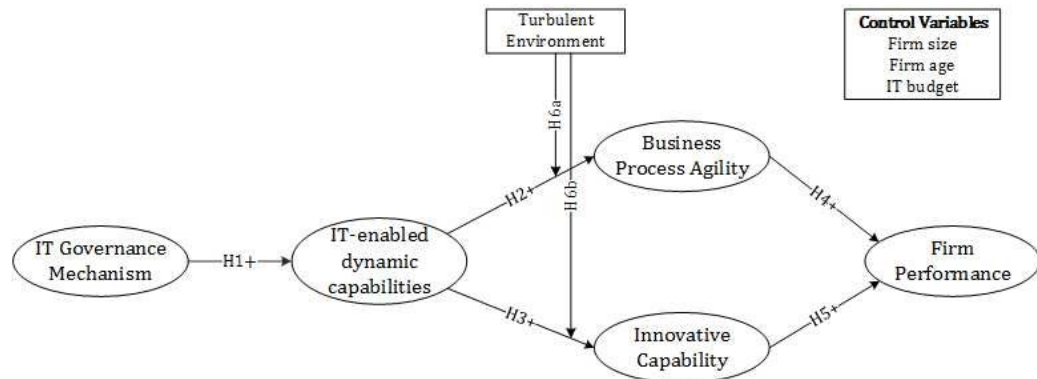 Turbulent
Environment
Control Variables
Firm size
Firm age
IT budget
H6a
H6b
Business
Process Agility
H2+
H4+
IT Governance
Mechanism
H1+
IT-enabled
dynamic
capabilities
Firm
Performance
H3+
H5+
Innovative
Capability